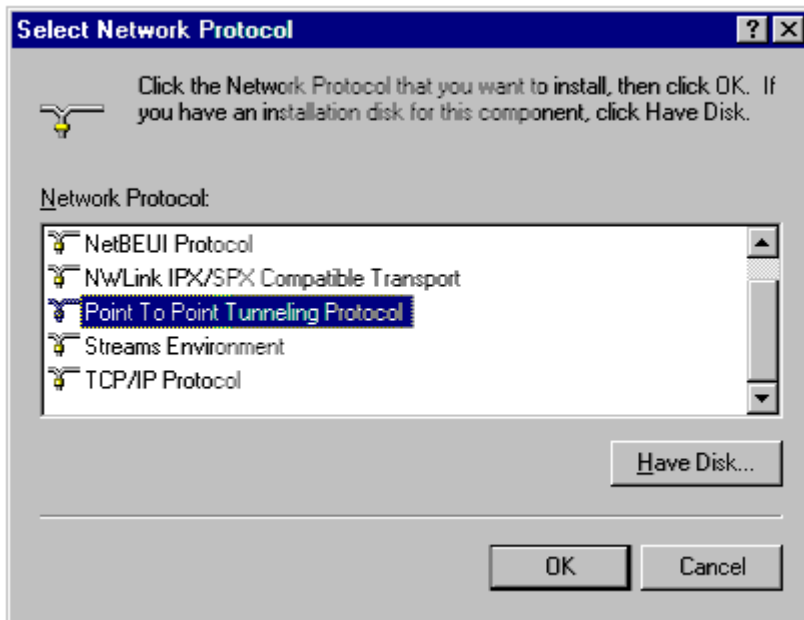 Select Network Protocol
Click the Network Protocol that you want to install, then click OK. If
you have an installation disk for this component, click Have Disk.
Network Protocol:
NetBEUI Protocol
NWLink IPX/SPX Compatible Transport
Point To Point Tunneling Protocol
Streams Environment
TCP/IP Protocol
Have Disk...
OK
Cancel